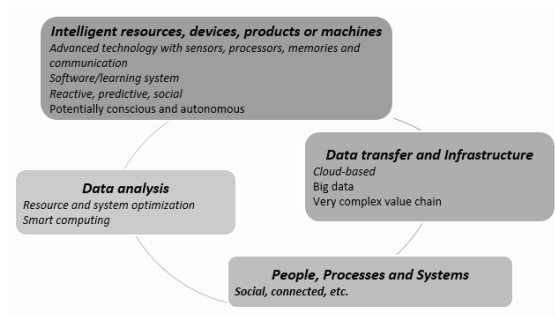 Intelligent resources, devices, products or machines
Advanced technology with sensors, processors, memories and
communication
Software/learning system
Reactive, predictive, social
Potentially conscious and autonomous
Data transfer and Infrastructure
Cloud-based
Big data
Very complex value chain
Data analysis
Resource and system optimization
Smart computing
People, Processes and Systems
Social, connected, etc.